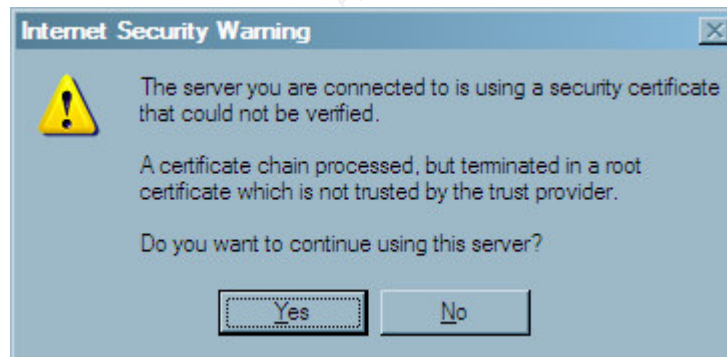 Internet Security Warning
The server you are connected to is using a security certificate
that could not be verified.
A certificate chain processed, but terminated in a root
certificate which is not trusted by the trust provider.
Do you want to continue using this server?
Yes No